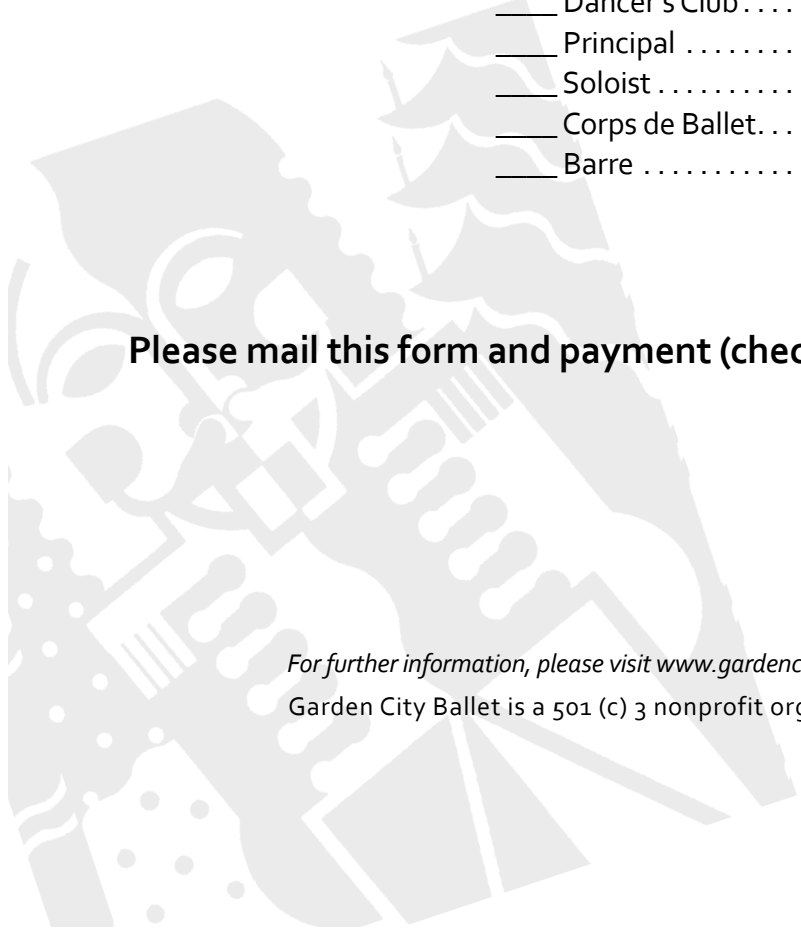 ____ Dancer's Club . . . .
____ Principal . . . . . . . .
____ Soloist . . . . . . . . . .
____ Corps de Ballet. . .
____ Barre . . . . . . . . . . .
Please mail this form and payment (chec
For further information, please visit www.gardenc
Garden City Ballet is a 501 (c) 3 nonprofit org